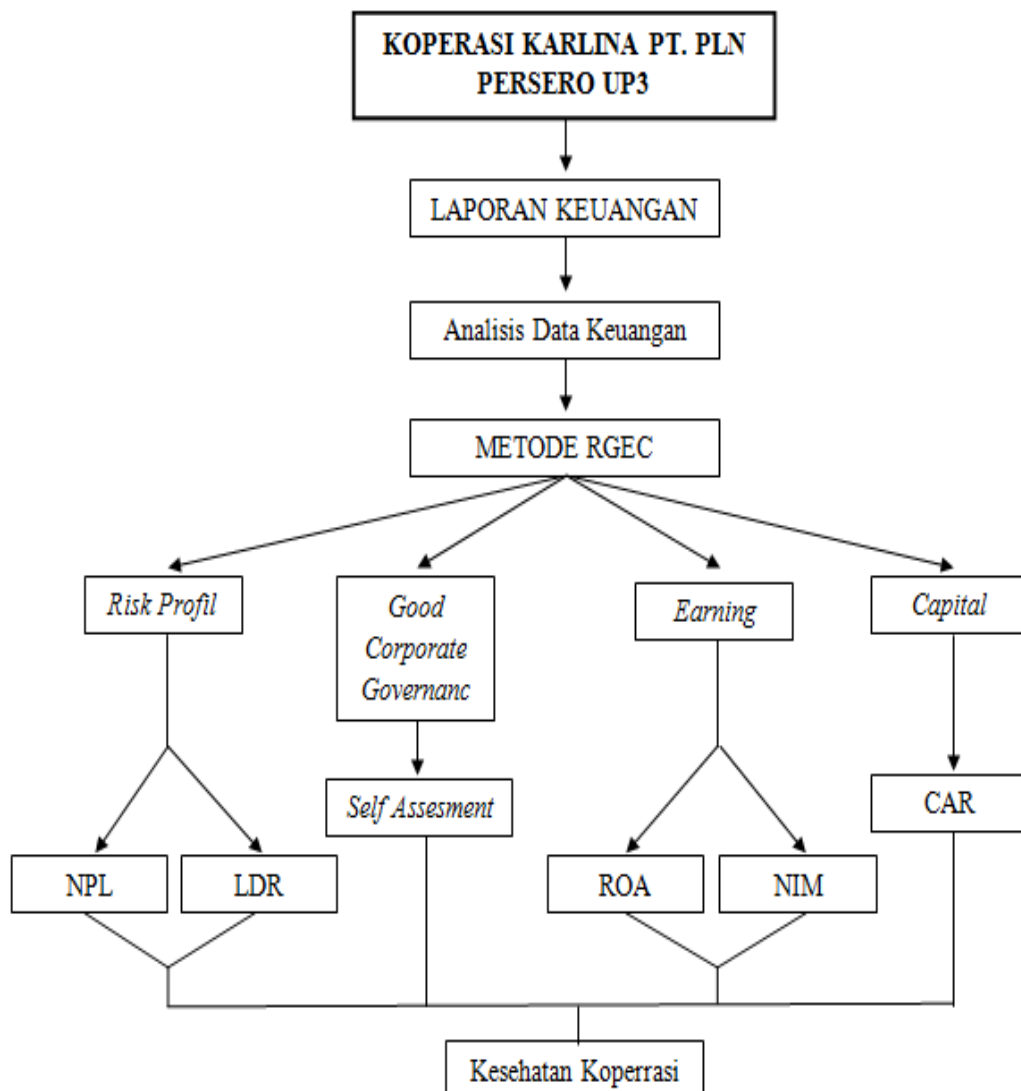 KOPERASI KARLINA PT. PLN
PERSERO UP3
LAPORAN KEUANGAN
Analisis Data Keuangan
METODE RGEC
Risk Profil
Good
Corporate
Governanc
Earning
Capital
Self Assesment
CAR
NPL
LDR
ROA
NIM
Kesehatan Koperrasi